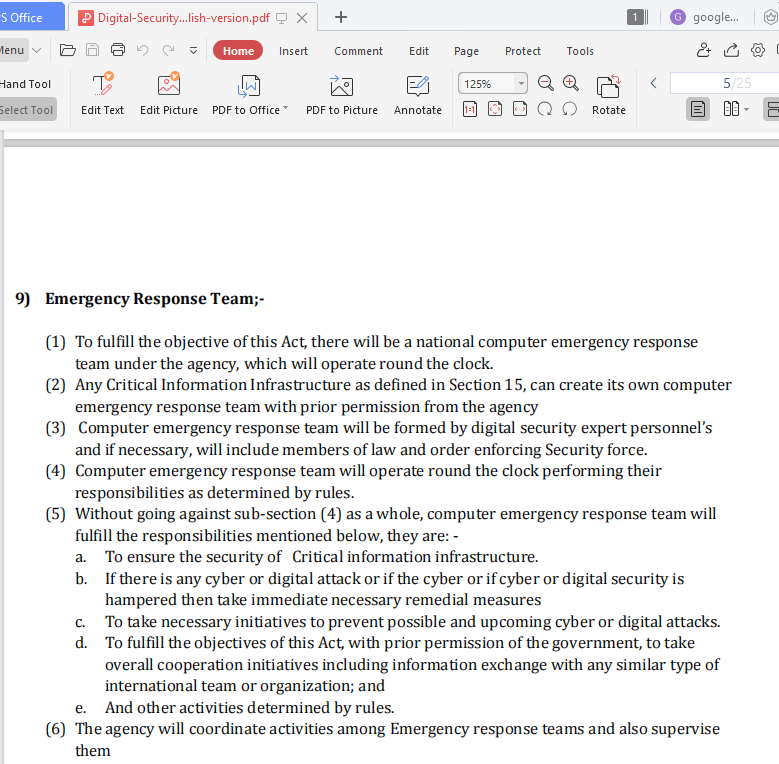 PS Office
Digital-Security...lish-version.pdf
1
G google...
Menu
Home Insert Comment Edit Page Protect Tools
Hand Tool
Select Tool
125%
5/25
Edit Text Edit Picture PDF to Office PDF to Picture Annotate
1:1
Rotate
9) Emergency Response Team;-
(1) To fulfill the objective of this Act, there will be a national computer emergency response
team under the agency, which will operate round the clock.
(2) Any Critical Information Infrastructure as defined in Section 15, can create its own computer
emergency response team with prior permission from the agency
(3) Computer emergency response team will be formed by digital security expert personnel’s
and if necessary, will include members of law and order enforcing Security force.
(4) Computer emergency response team will operate round the clock performing their
responsibilities as determined by rules.
(5) Without going against sub-section (4) as a whole, computer emergency response team will
fulfill the responsibilities mentioned below, they are: -
a. To ensure the security of Critical information infrastructure.
b. If there is any cyber or digital attack or if the cyber or if cyber or digital security is
hampered then take immediate necessary remedial measures
c. To take necessary initiatives to prevent possible and upcoming cyber or digital attacks.
d. To fulfill the objectives of this Act, with prior permission of the government, to take
overall cooperation initiatives including information exchange with any similar type of
international team or organization; and
e. And other activities determined by rules.
(6) The agency will coordinate activities among Emergency response teams and also supervise
them